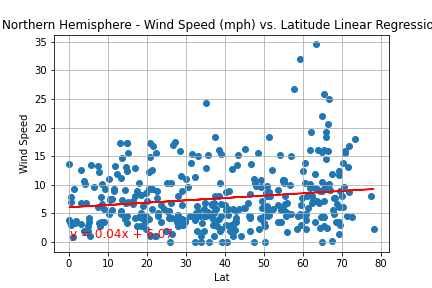 Northern Hemisphere - Wind Speed (mph) vs. Latitude Linear Regressio
35
30
25
20
15
10
5
0
Wind Speed
y = 0.04x + 6.07
0 10 20 30 40 50 60 70 80
Lat